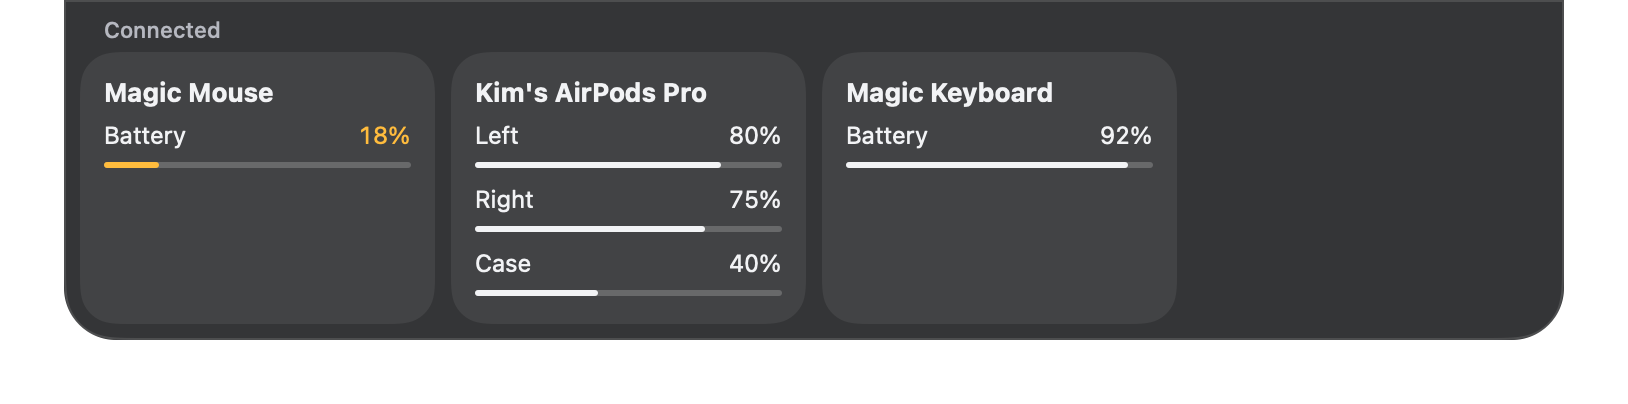 Connected
Magic Mouse
Battery 18%
Kim's AirPods Pro
Left 80%
Right 75%
Case 40%
Magic Keyboard
Battery 92%